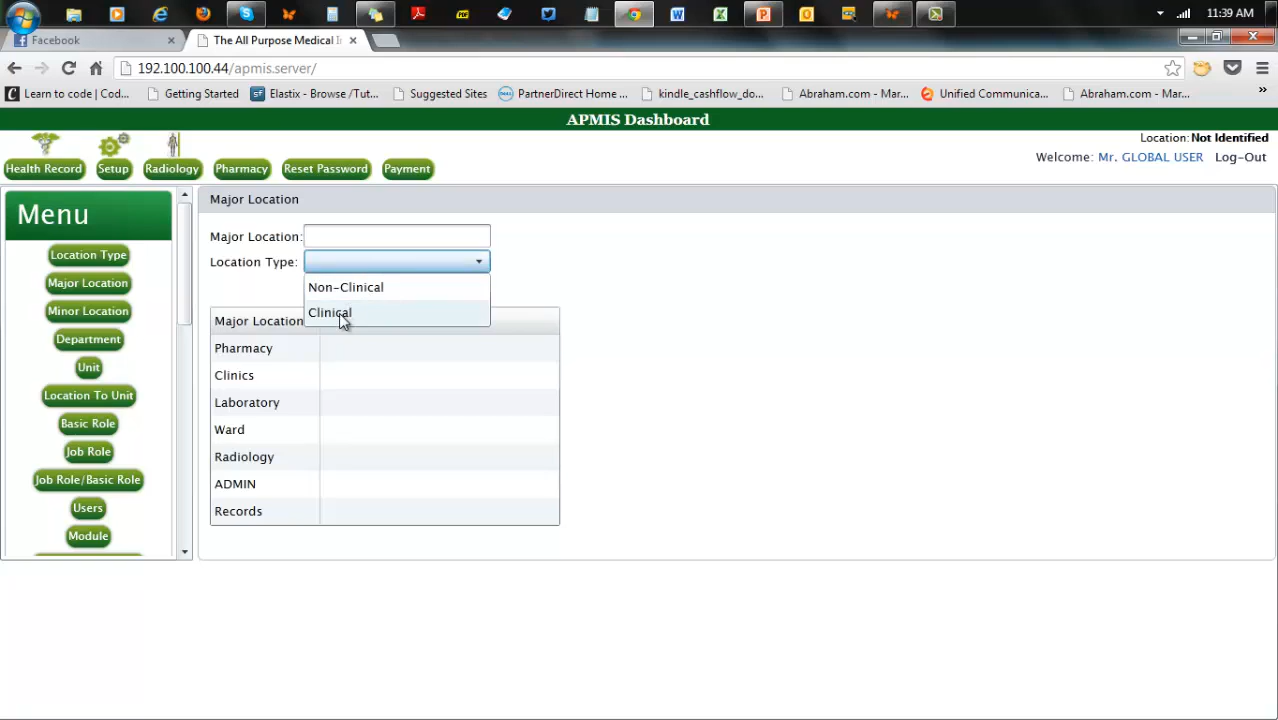 11:39 AM
Facebook
The All Purpose Medical I
192.100.100.44/apmis.server/
Learn to code | Cod...
Getting Started
Elastix - Browse /Tut...
Suggested Sites
PartnerDirect Home ...
kindle_cashflow_do...
Abraham.com - Mar...
Unified Communica...
Abraham.com - Mar...
APMIS Dashboard
Location: Not Identified
Welcome: Mr. GLOBAL USER Log-Out
Health Record
Setup
Radiology
Pharmacy
Reset Password
Payment
Menu
Location Type
Major Location
Minor Location
Department
Unit
Location To Unit
Basic Role
Job Role
Job Role/Basic Role
Users
Module
Major Location
Major Location:
Location Type:
Non-Clinical
Clinical
Major Location
Pharmacy
Clinics
Laboratory
Ward
Radiology
ADMIN
Records